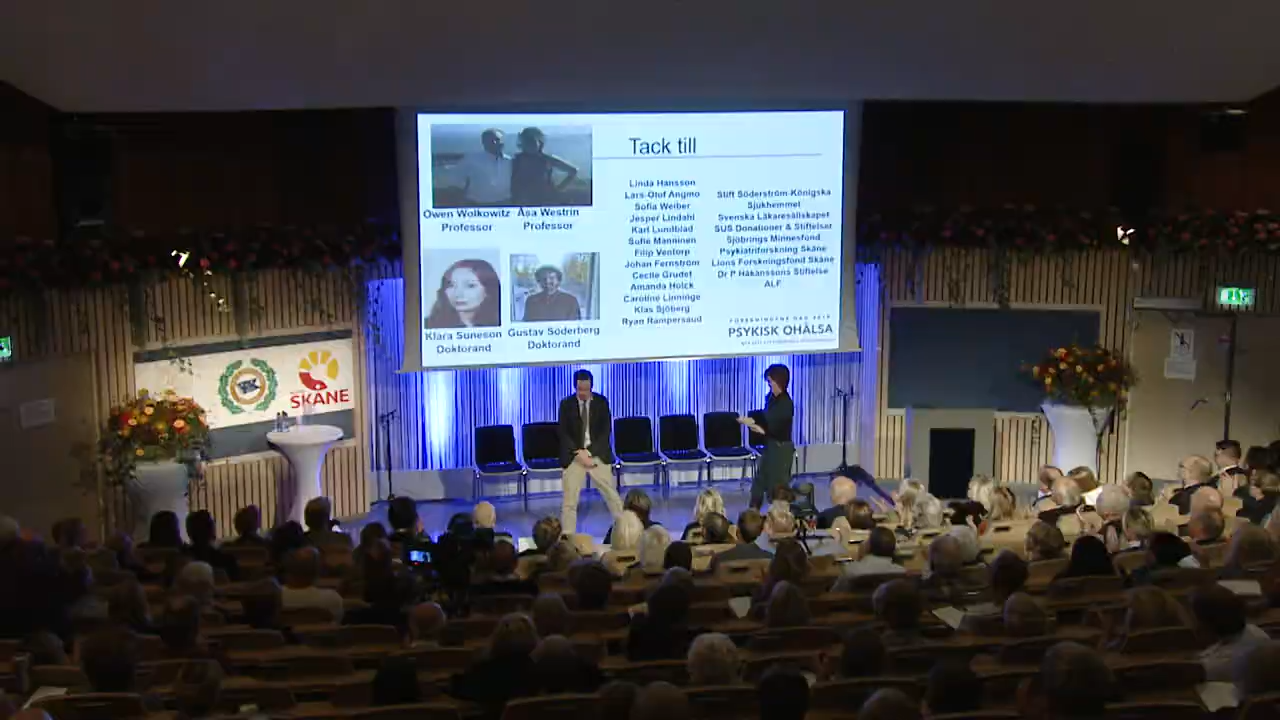 Tack till
Owen Wolkowitz
Professor
Åsa Westrin
Professor
Klara Suneson
Doktorand
Gustav Söderberg
Doktorand
Linda Hansson
Lars-Olof Ångmo
Sofia Weiber
Jesper Lindahl
Karl Lundblad
Sofie Manninen
Filip Ventorp
Johan Fernström
Cecile Grudet
Amanda Holck
Caroline Linninge
Klas Sjöberg
Ryan Rampersaud
Stift Söderström-Königska
Sjukhemmet
Svenska Läkaresällskapet
SUS Donationer & Stiftelser
Sjöbrings Minnesfond
Psykiatriforskning Skåne
Lions Forskningsfond Skåne
Dr P Håkanssons Stiftelse
ALF
PSYKISK OHÄLSA
SKÅNE